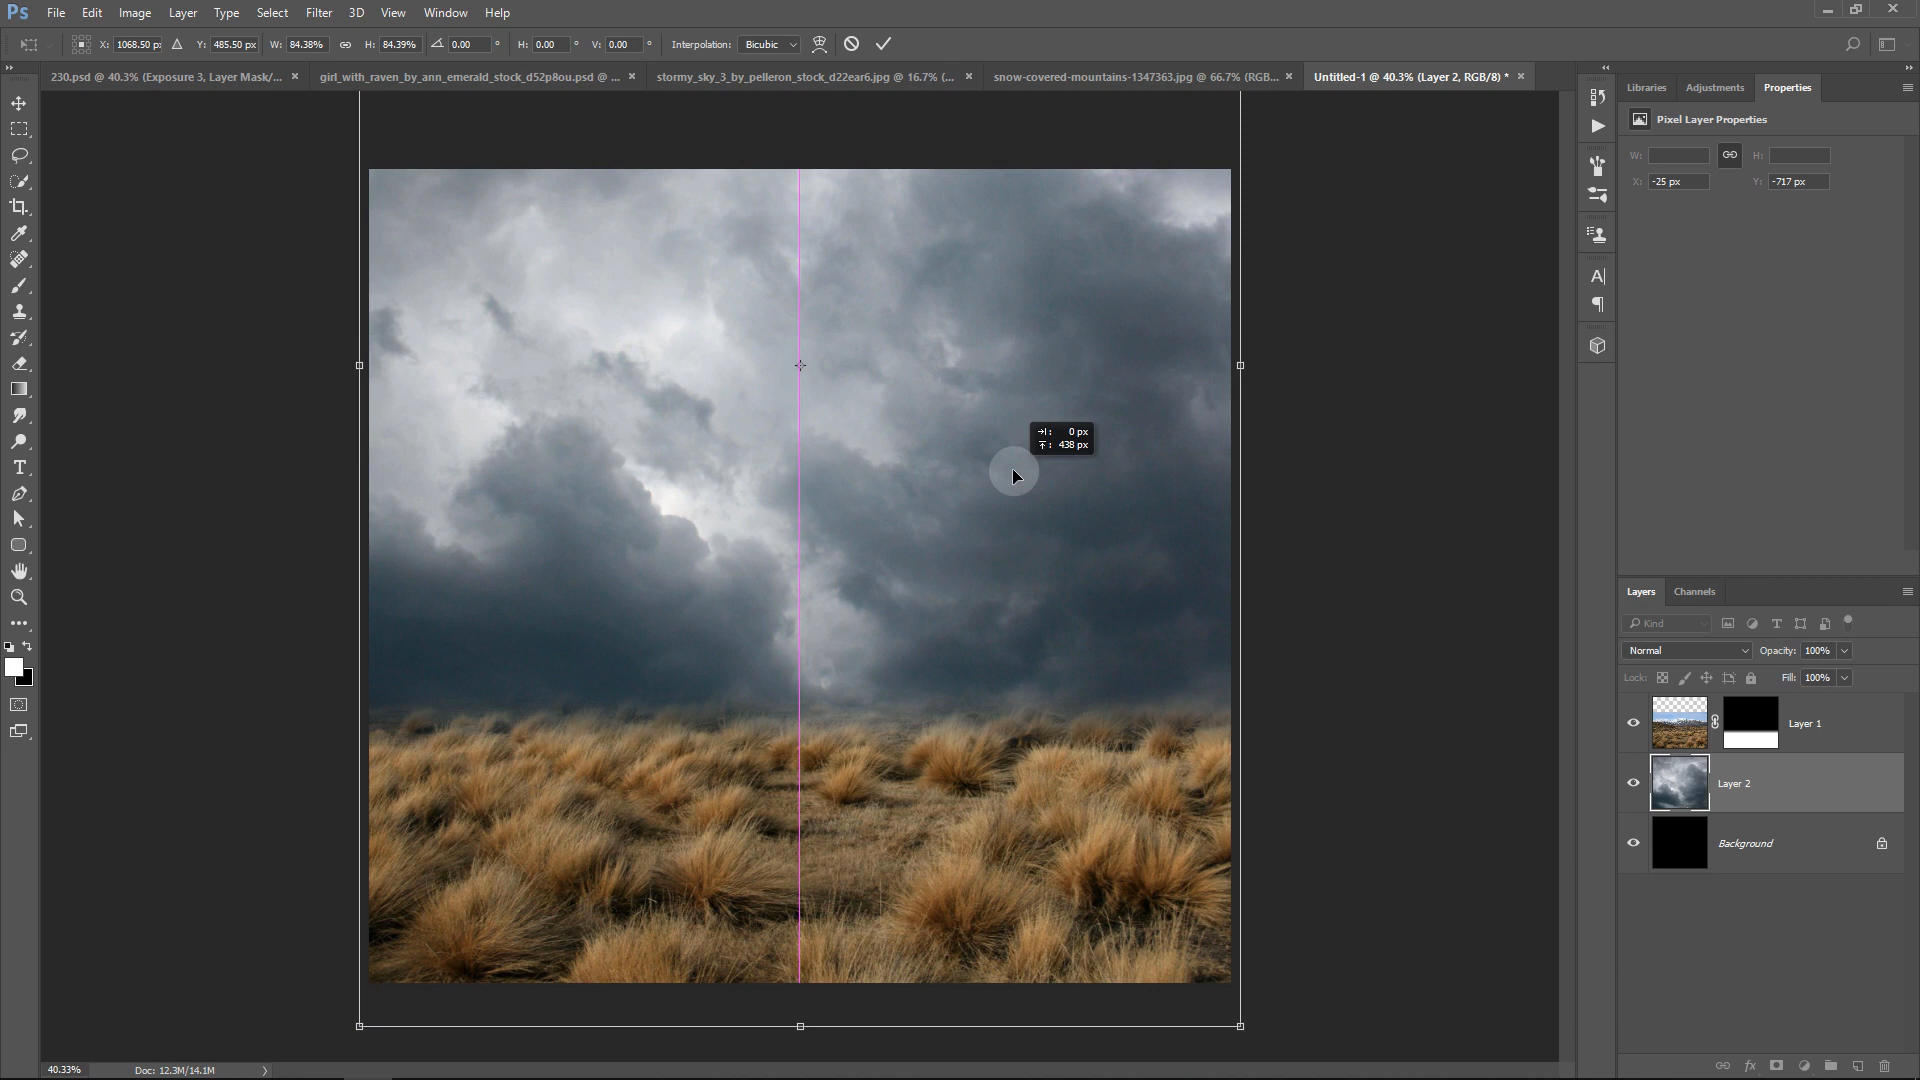 Ps File Edit Image Layer Type Select Filter 3D View Window Help
X: 1068.50 px Y: 485.50 px W: 84.38% H: 84.39% 0.00 ° H: 0.00 ° V: 0.00 ° Interpolation: Bicubic
230.psd @ 40.3% (Exposure 3, Layer Mask/... × girl_with_raven_by_ann_emerald_stock_d52p8ou.psd @ ... × stormy_sky_3_by_pelleron_stock_d22ear6.jpg @ 16.7% (... × snow-covered-mountains-1347363.jpg @ 66.7% (RGB... × Untitled-1 @ 40.3% (Layer 2, RGB/8) * ×
Libraries Adjustments Properties
Pixel Layer Properties
W: H:
X: -25 px Y: -717 px
0 px
438 px
Layers Channels
Kind
Normal Opacity: 100%
Lock: Fill: 100%
Layer 1
Layer 2
Background
fx
40.33% Doc: 12.3M/14.1M